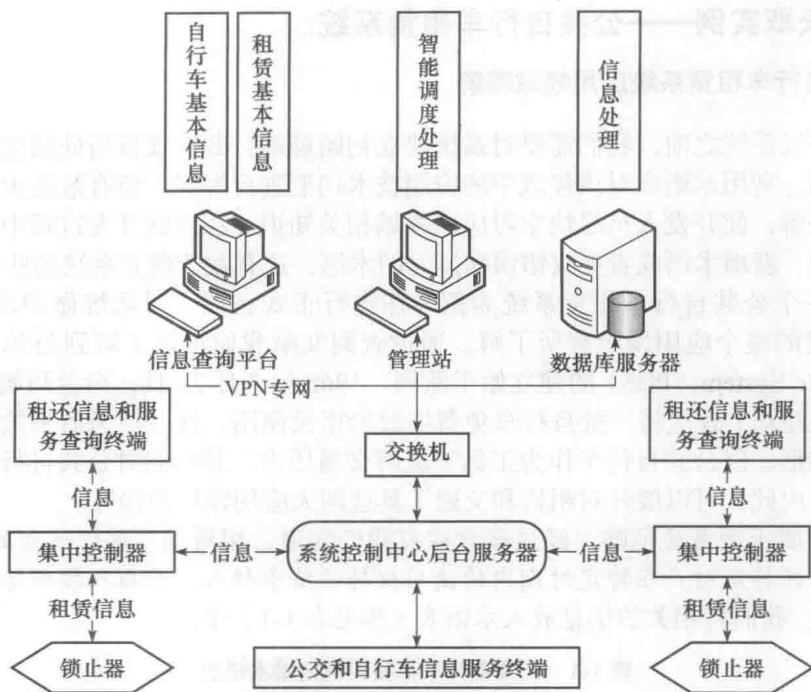 自行车基本信息
租赁基本信息
智能调度处理
信息处理
信息查询平台
管理站
数据库服务器
VPN专网
租还信息和服
务查询终端
交换机
租还信息和服
务查询终端
信息
信息
集中控制器
信息
系统控制中心后台服务器
信息
集中控制器
租赁信息
租赁信息
锁止器
公交和自行车信息服务终端
锁止器